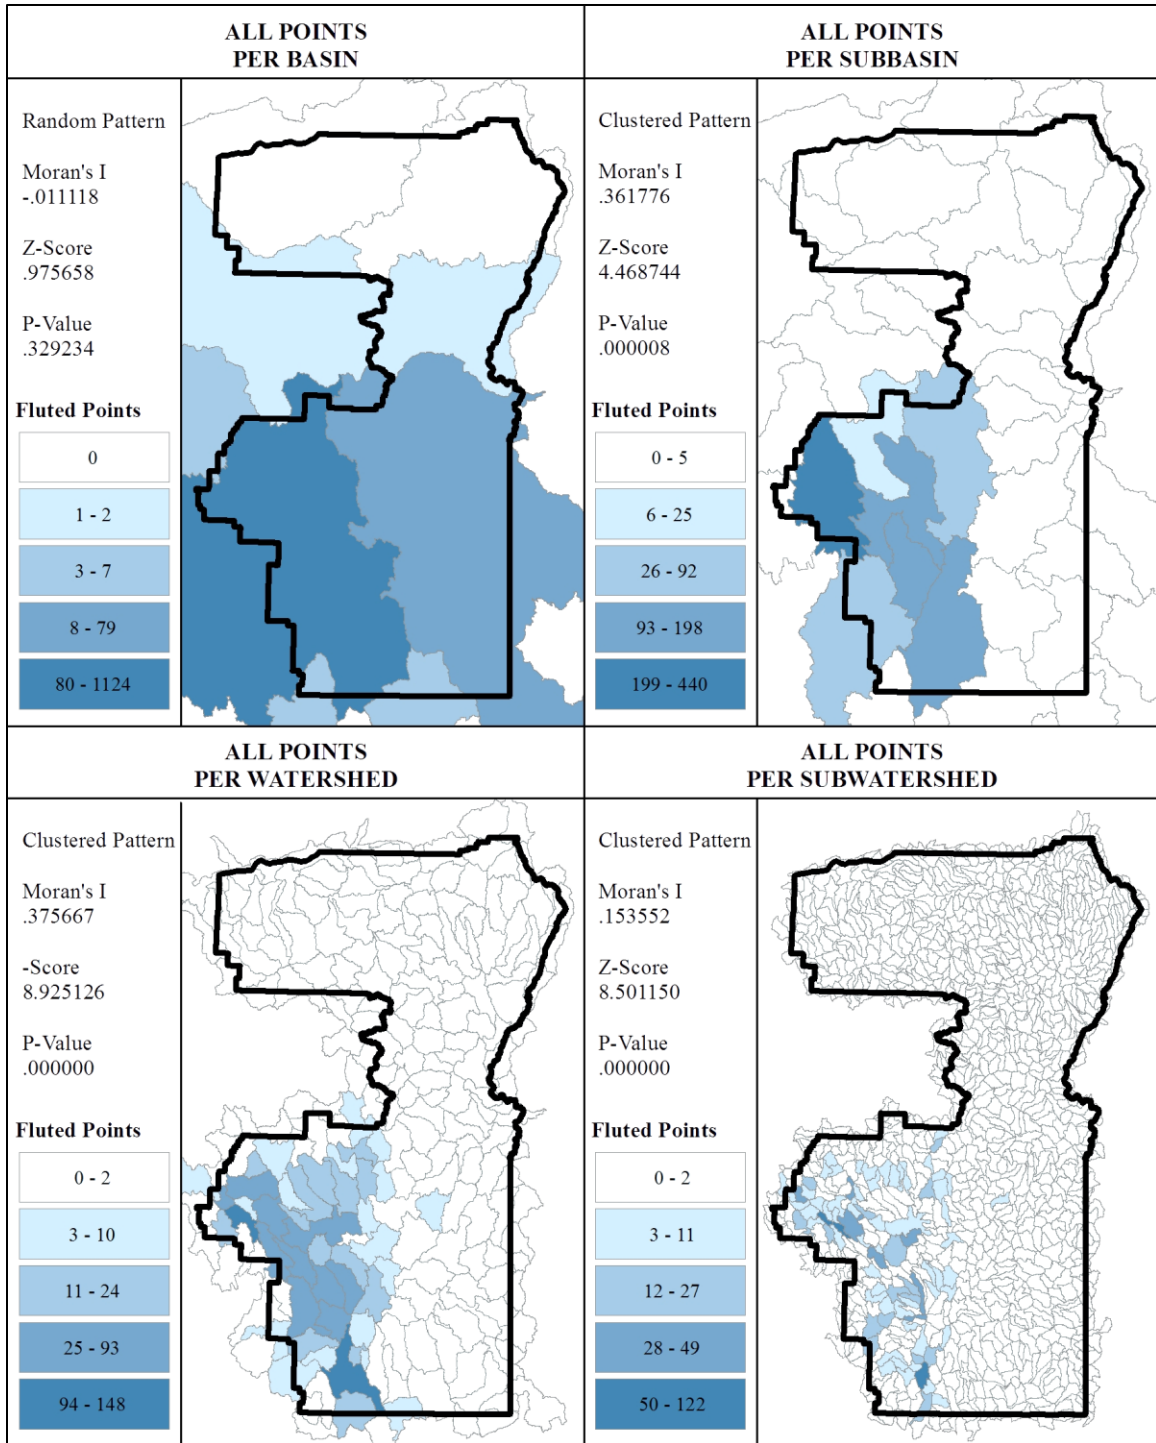 ALL POINTS
PER BASIN
Random Pattern
Moran's I
-.011118
Z-Score
.975658
P-Value
.329234
Fluted Points
0
1 - 2
3 - 7
8 - 79
80 - 1124
ALL POINTS
PER SUBBASIN
Clustered Pattern
Moran's I
.361776
Z-Score
4.468744
P-Value
.000008
Fluted Points
0 - 5
6 - 25
26 - 92
93 - 198
199 - 440
ALL POINTS
PER WATERSHED
Clustered Pattern
Moran's I
.375667
-Score
8.925126
P-Value
.000000
Fluted Points
0 - 2
3 - 10
11 - 24
25 - 93
94 - 148
ALL POINTS
PER SUBWATERSHED
Clustered Pattern
Moran's I
.153552
Z-Score
8.501150
P-Value
.000000
Fluted Points
0 - 2
3 - 11
12 - 27
28 - 49
50 - 122